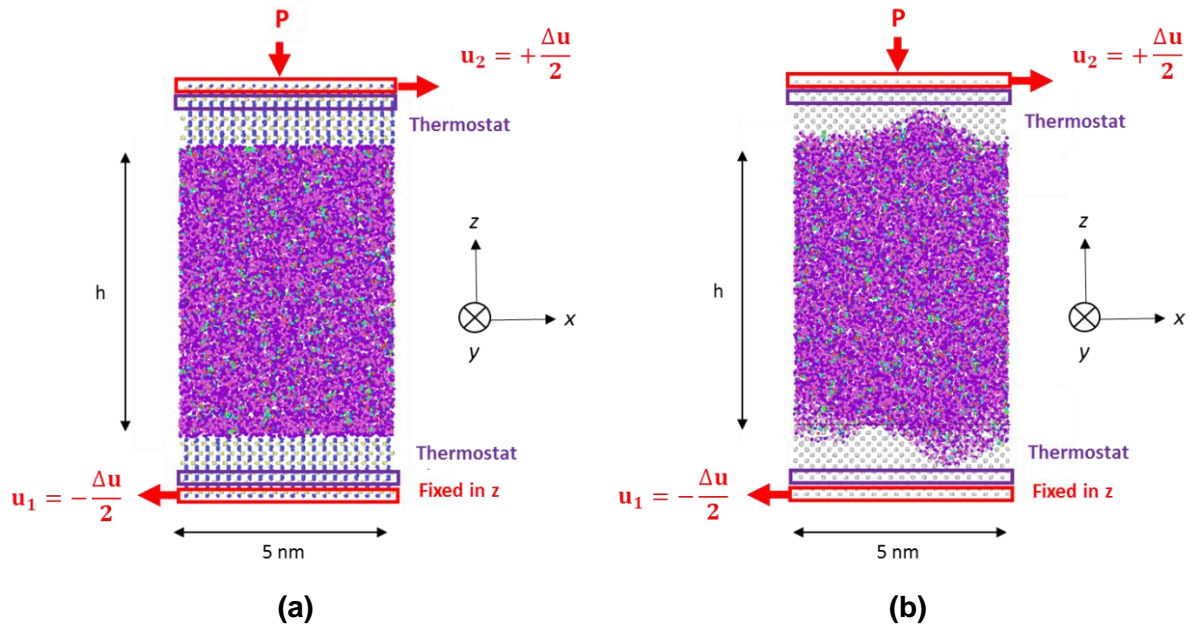 P
u₂ = +Δu/2
Thermostat
h
z
x
y
Thermostat
Fixed in z
u₁ = −Δu/2
5 nm
(a)
P
u₂ = +Δu/2
Thermostat
h
z
x
y
Thermostat
Fixed in z
u₁ = −Δu/2
5 nm
(b)